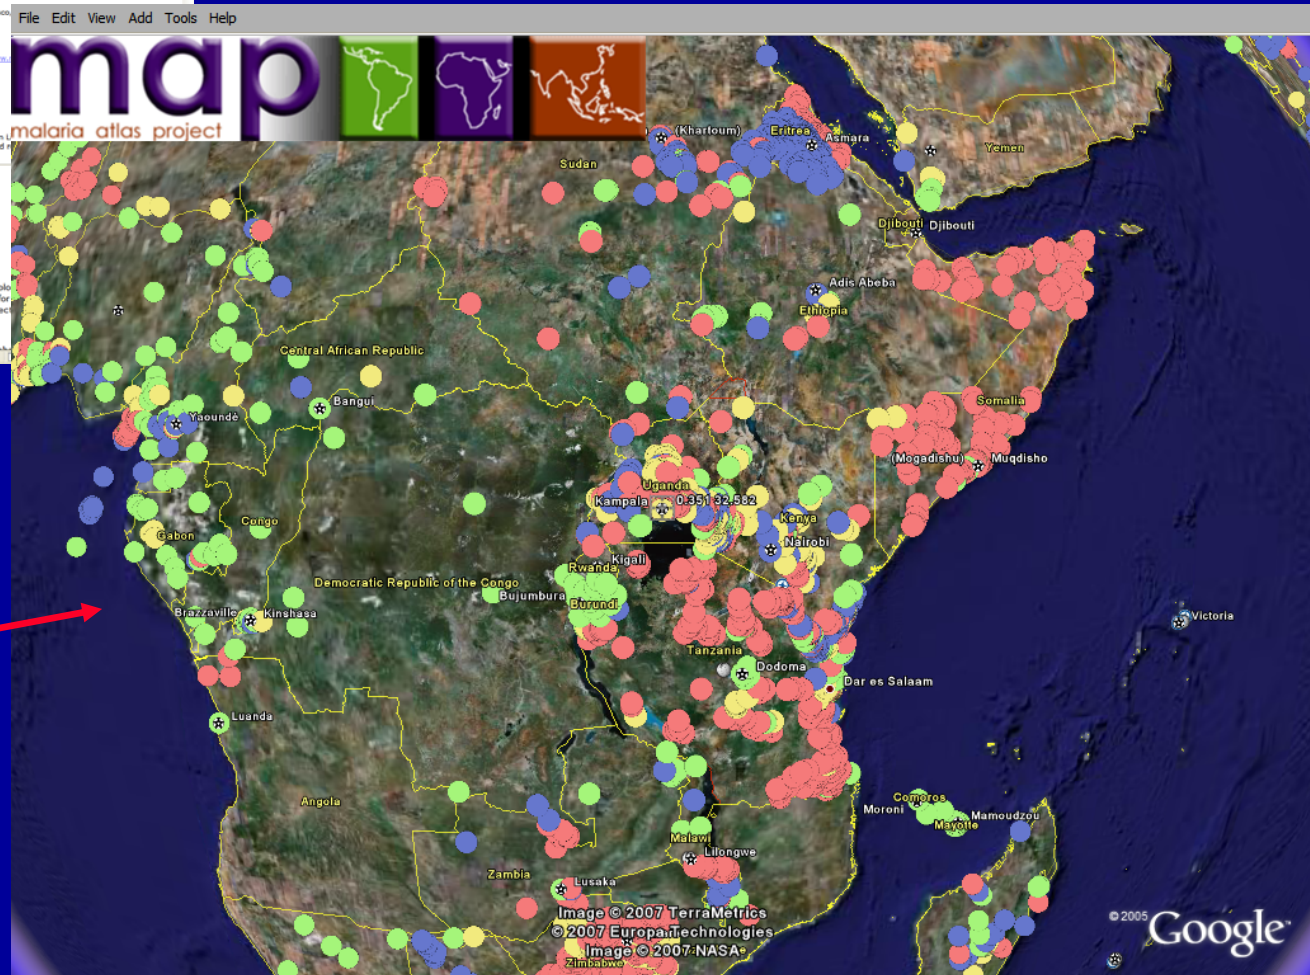 File Edit View Add Tools Help
map
malaria atlas project
(Khartoum)
Eritrea
Asmara
Yemen
Sudan
Djibouti Djibouti
Adis Abeba
Ethiopia
Central African Republic
Bangui
Somalia
Yaoundè
(Mogadishu) Muqdisho
Uganda
Kampala 0.351 32.582
Kenya
Congo
Gabon
Nairobi
Kigali
Rwanda
Democratic Republic of the Congo
Bujumbura
Burundi
Brazzaville Kinshasa
Victoria
Tanzania
Dodoma
Dar es Salaam
Luanda
Angola
Comoros
Moroni
Mamoudzou
Mayotte
Malawi
Lilongwe
Zambia
Lusaka
Image © 2007 TerraMetrics
© 2007 Europa Technologies
Image © 2007 NASA
Zimbabwe
©2005 Google™